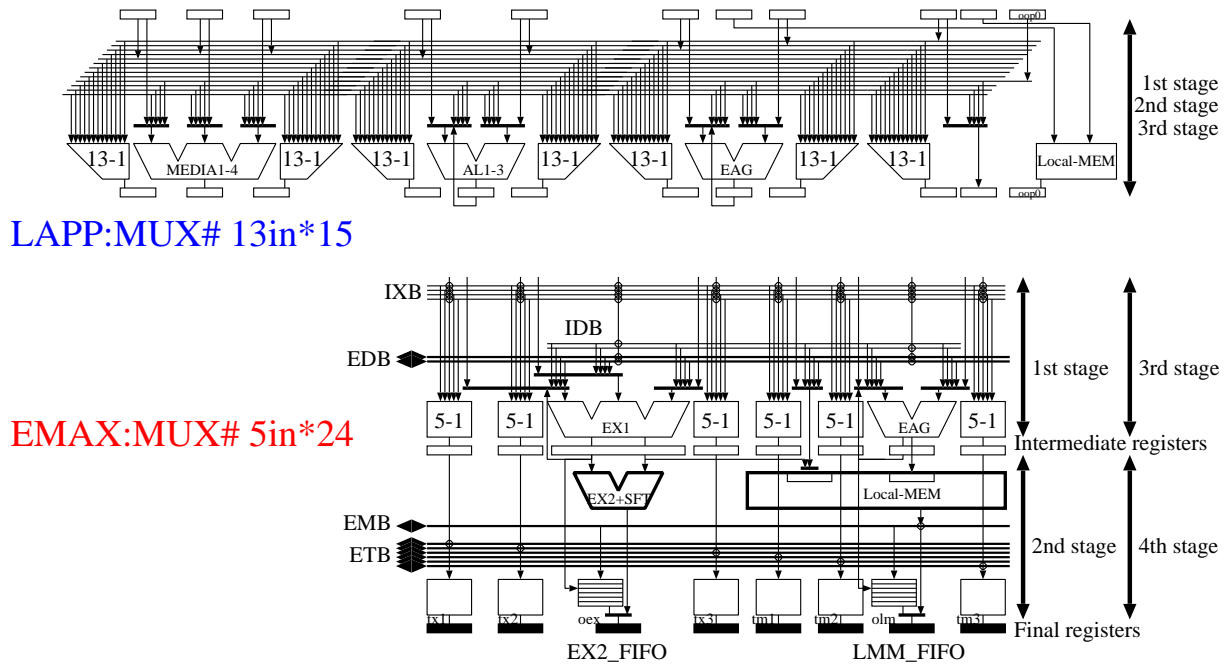 oop0
1st stage
2nd stage
3rd stage
13-1 MEDIA1-4 13-1 13-1 AL1-3 13-1 13-1 EAG 13-1 13-1 Local-MEM
oop0
LAPP:MUX# 13in*15
IXB
IDB
EDB
1st stage 3rd stage
EMAX:MUX# 5in*24
5-1 5-1 EX1 5-1 5-1 5-1 EAG 5-1
Intermediate registers
EX2+SFT Local-MEM
EMB
2nd stage 4th stage
ETB
tx1 tx2 oex tx3 tm1 tm2 olm tm3
Final registers
EX2_FIFO LMM_FIFO